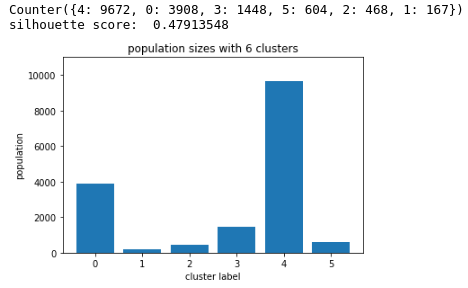 Counter({4: 9672, 0: 3908, 3: 1448, 5: 604, 2: 468, 1: 167})
silhouette score:  0.47913548
population sizes with 6 clusters
10000
8000
6000
4000
2000
0
population
0 1 2 3 4 5
cluster label